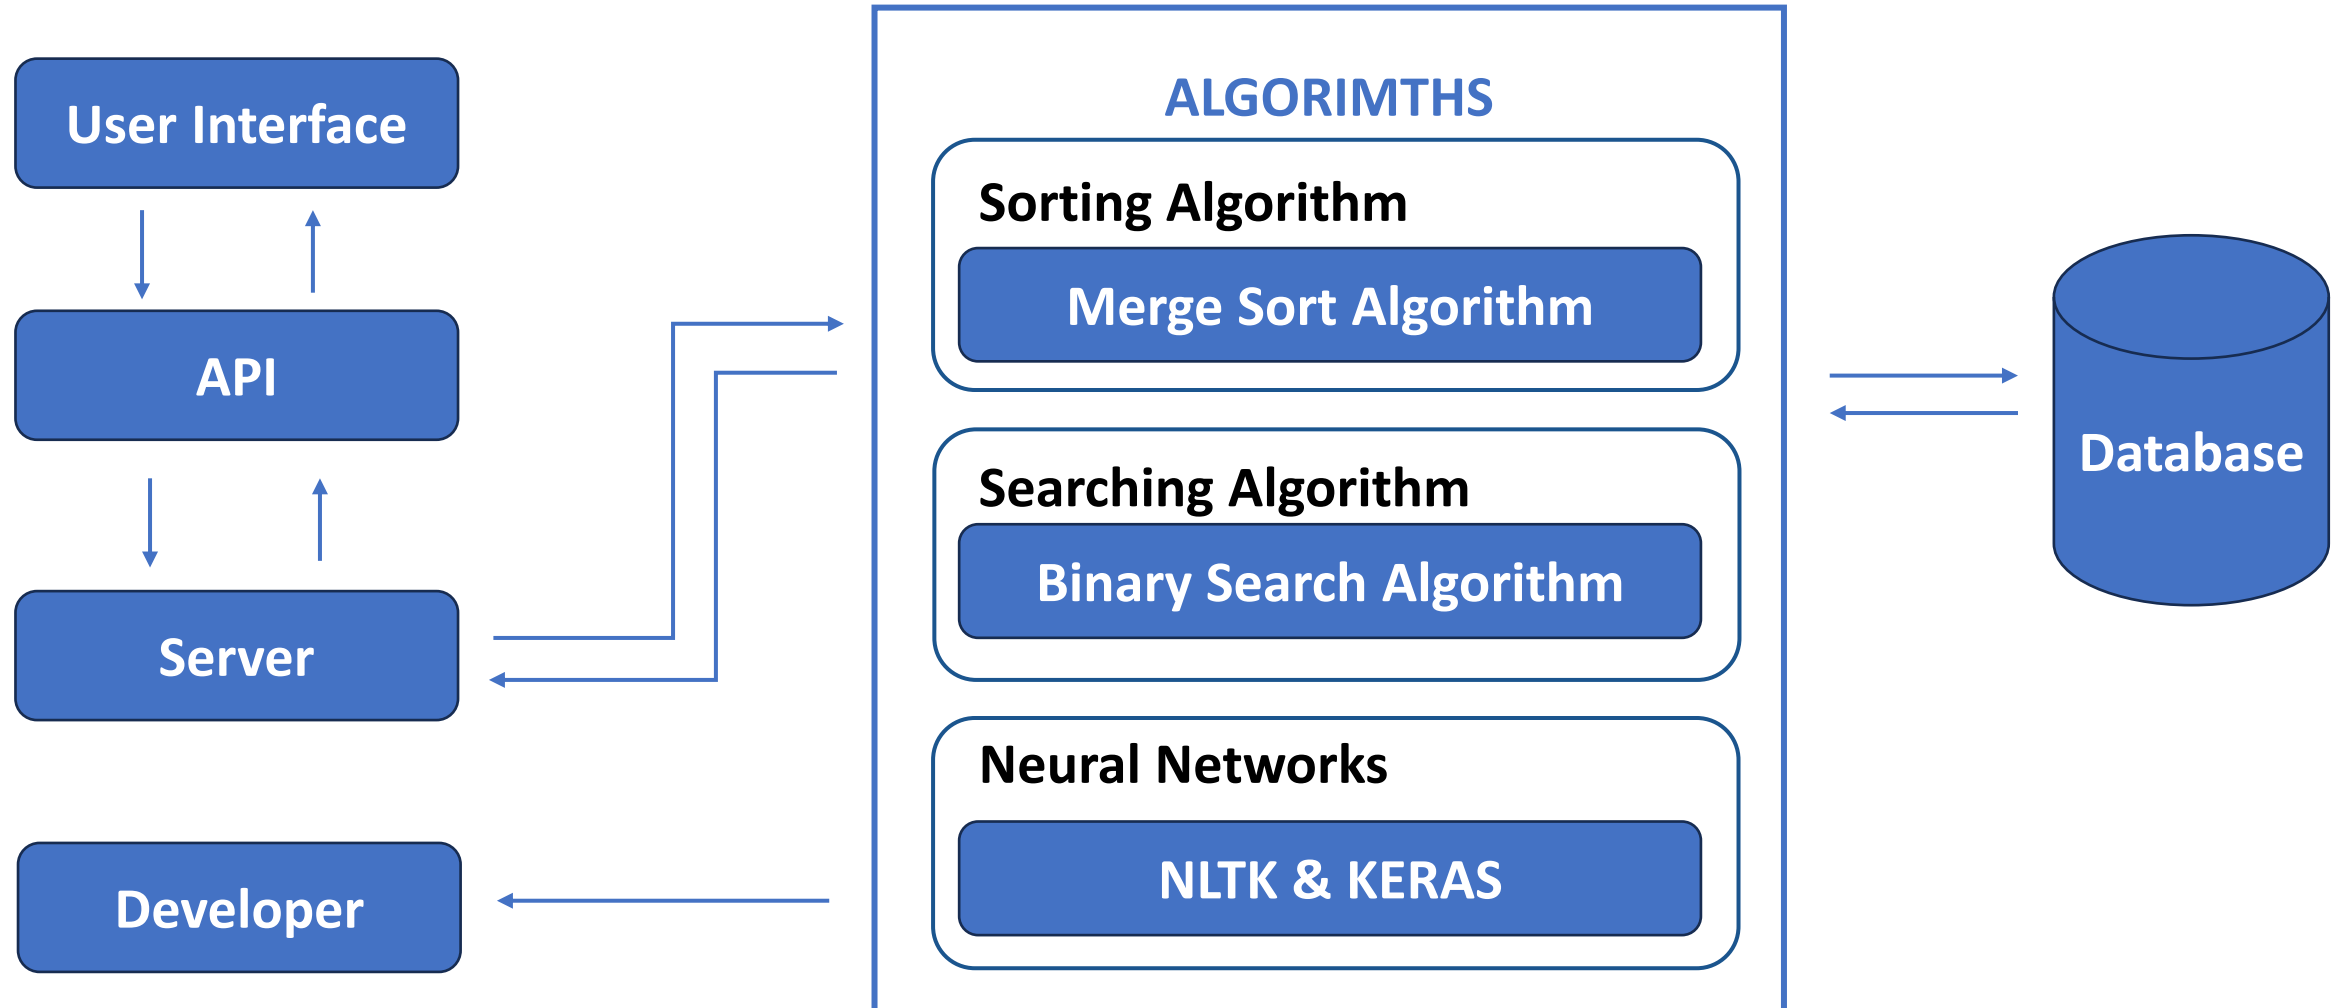 User Interface
API
Server
Developer
ALGORIMTHS
Sorting Algorithm
Merge Sort Algorithm
Searching Algorithm
Binary Search Algorithm
Neural Networks
NLTK & KERAS
Database